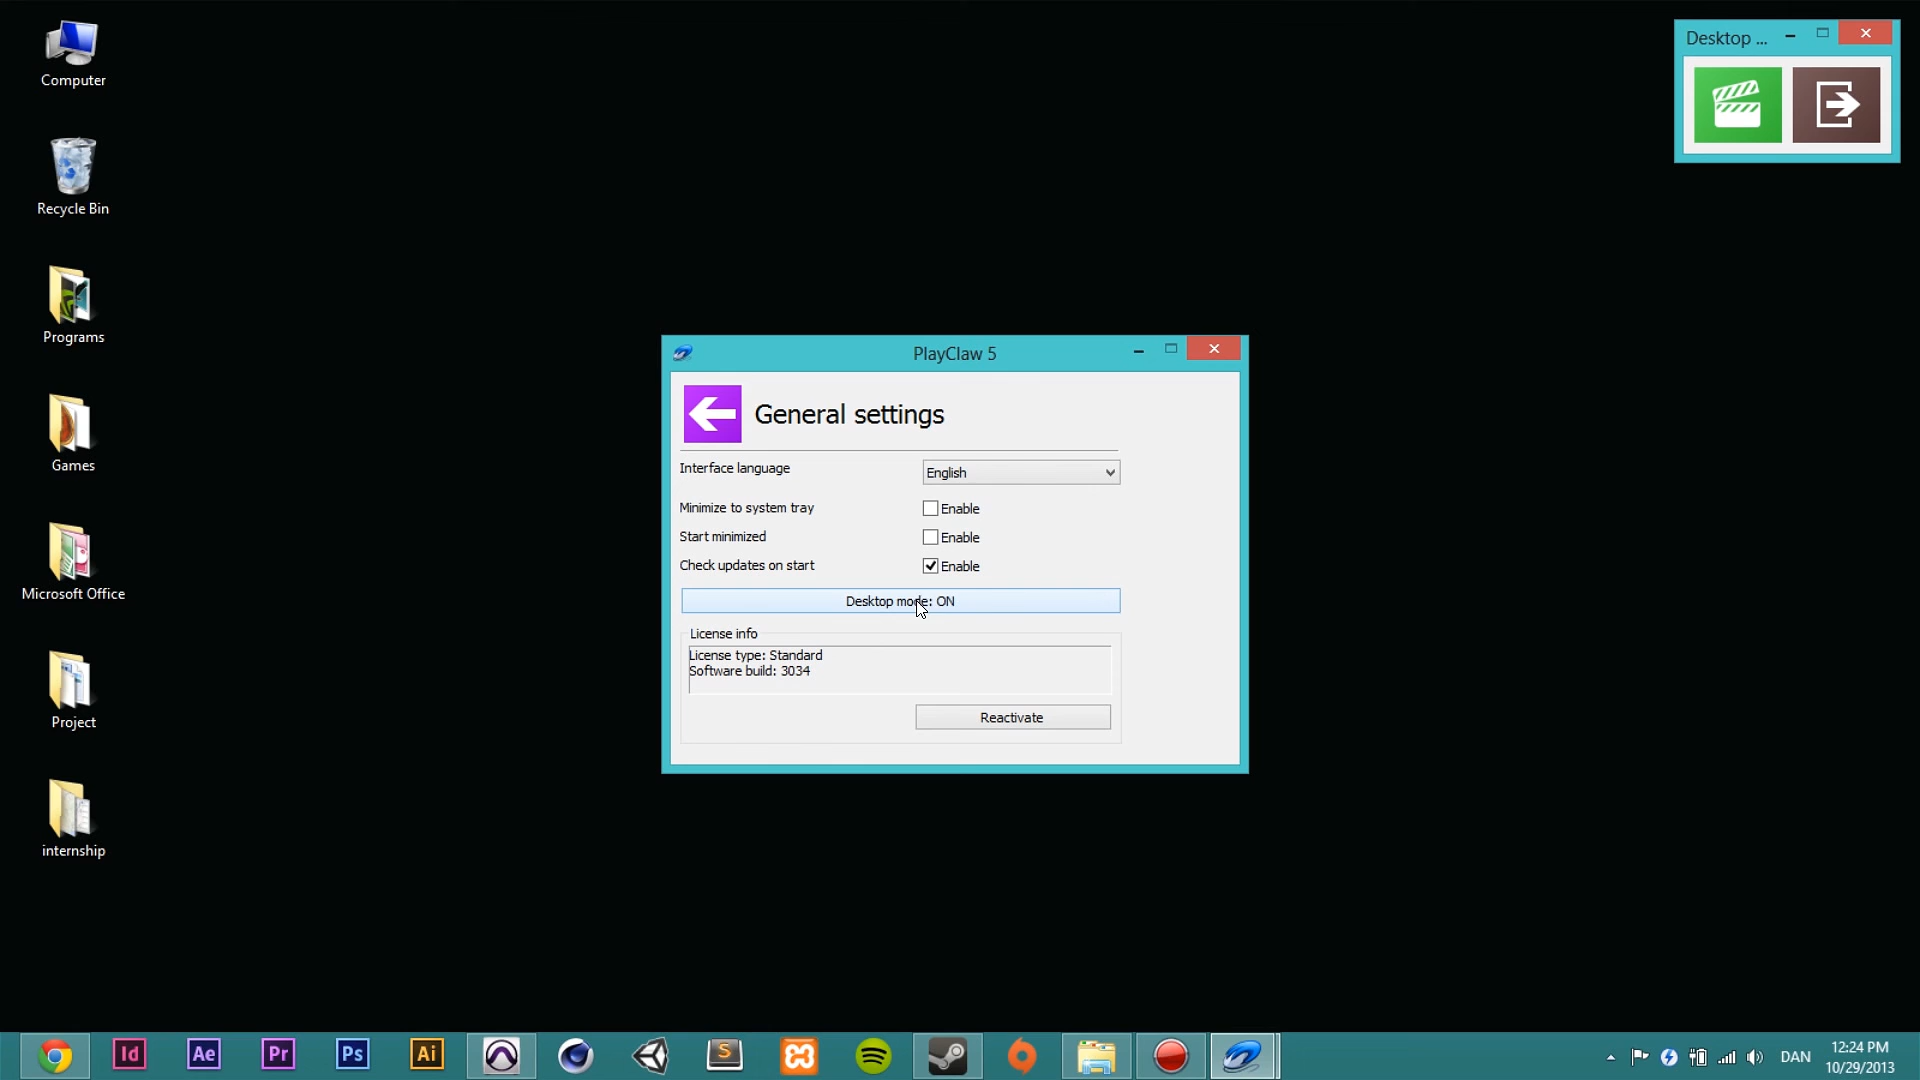 Computer
Recycle Bin
Programs
Games
Microsoft Office
Project
internship
Desktop ...
PlayClaw 5
General settings
Interface language
English
Minimize to system tray
Enable
Start minimized
Enable
Check updates on start
Enable
Desktop mode: ON
License info
License type: Standard
Software build: 3034
Reactivate
Id
Ae
Pr
Ps
Ai
S
DAN
12:24 PM
10/29/2013